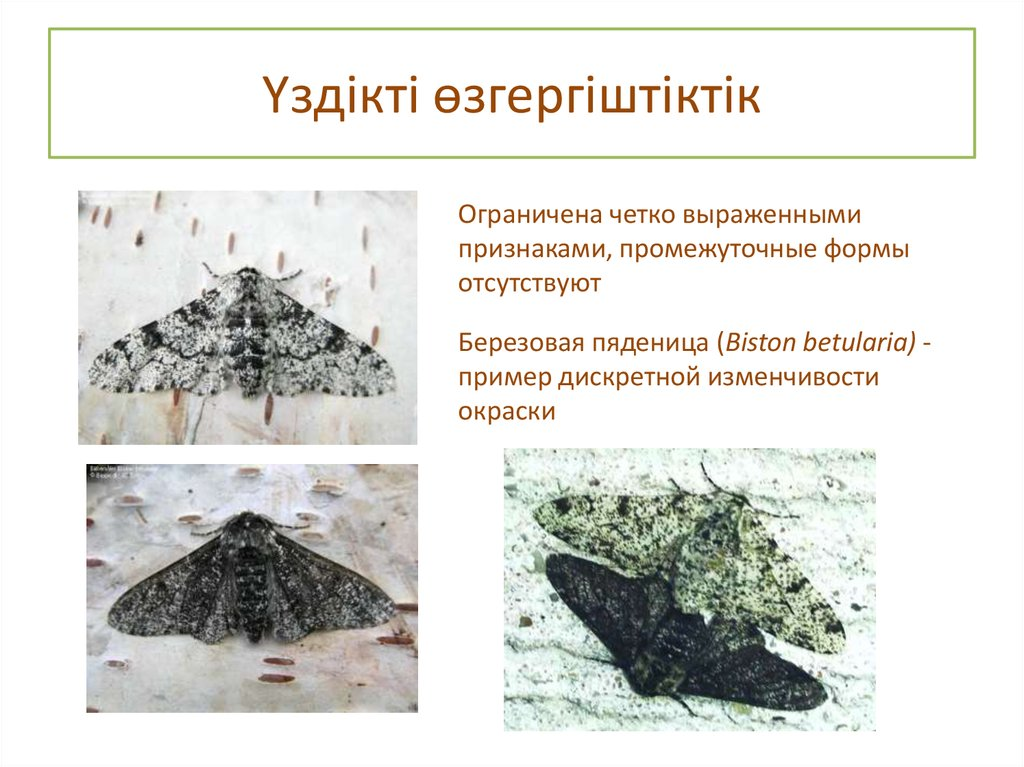 Үздікті өзгергіштіктік
Ограничена четко выраженными
признаками, промежуточные формы
отсутствуют
Березовая пяденица (Biston betularia) -
пример дискретной изменчивости
окраски